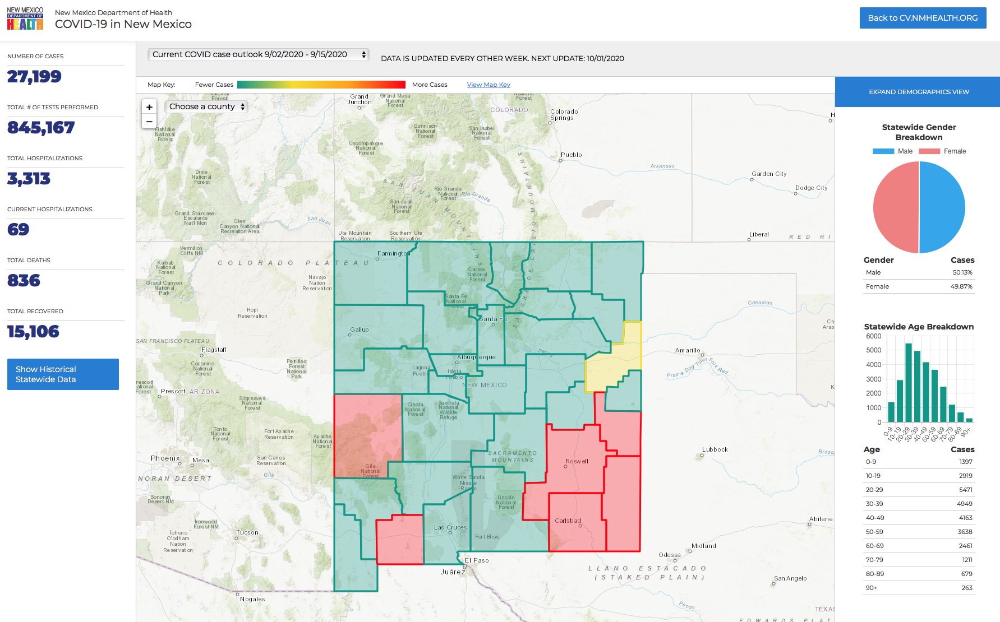 NEW MEXICO
DEPARTMENT OF
HEALTH
New Mexico Department of Health
COVID-19 in New Mexico
Back to CV.NMHEALTH.ORG
NUMBER OF CASES
27,199
TOTAL # OF TESTS PERFORMED
845,167
TOTAL HOSPITALIZATIONS
3,313
CURRENT HOSPITALIZATIONS
69
TOTAL DEATHS
836
TOTAL RECOVERED
15,106
Show Historical
Statewide Data
Current COVID case outlook 9/02/2020 - 9/15/2020
DATA IS UPDATED EVERY OTHER WEEK. NEXT UPDATE: 10/01/2020
Map Key:
Fewer Cases
More Cases
View Map Key
+
−
Choose a county
National
Forest
Grand
Junction
Grand Mesa
National
Forest
National
Forest
COLORADO
Colorado
Springs
H
Fishlake
National
Forest
Gunnison
National
Forest
San Isabel
National
Forest
Uncompahgre
National
Forest
Pueblo
Arkansas
Dixie
National
Forest
Garden City
Dodge City
SAN JUAN MOUNTAINS
Rio Grande
National
Forest
Rio Grande
San Juan
National
Forest
SANGRE DE CRISTO MOUNTAINS
Grand Staircase-
Escalante
Nat'l Mon
Glen
Canyon National
Recreation Area
San Juan
Ute Mountain
Reservation
Southern Ute
Reservation
Liberal
RED HI
Vermilion
Cliffs NM
COLORADO PLATEAU
Farmington
Kaibab
National
Forest
Carson
National
Forest
Navajo
Nation
Reservation
Grand Canyon
National
Park
Santa Fe
National
Forest
Hopi
Reservation
Canadian
Santa Fe
Ch
Arap
Gallup
SAN FRANCISCO PLATEAU
Flagstaff
Albuquerque
Pecos
Amarillo
Coconino
National
Forest
Petrified
Forest
National
Park
Laguna
Pueblo
Isleta
Pueblo
Prairie Dog Town Fork Red
rescott
ational
Forest
Prescott
ARIZONA
NEW MEXICO
K
Sitgreaves
National
Forest
Cibola
National
Forest
Sevilleta
National
Wildlife
Refuge
Tonto
National
Forest
Fort Apache
Reservation
Apache
National
Forest
Lubbock
Brazo
Phoenix
Mesa
San Carlos
Reservation
SACRAMENTO
MOUNTAINS
Roswell
Gila
National
Forest
NORAN DESERT
Gila
White Sands
Missile
Range
Sonoran
Desert NM
Lincoln
National
Forest
Ironwood
Forest NM
Carlsbad
Abilene
Tohono
O'odham
Nation
Reservation
Tucson
Las Cruces
Fort Bliss
Midland
Odessa
El Paso
Juárez
LLANO ESTACADO
(STAKED PLAIN)
San Angelo
Nogales
Pecos
TEXAS
EDWARDS PLAT
EXPAND DEMOGRAPHICS VIEW
Statewide Gender
Breakdown
Male
Female
Gender Cases
Male 50.13%
Female 49.87%
Statewide Age Breakdown
6000
5000
4000
3000
2000
1000
0
0-9
10-19
20-29
30-39
40-49
50-59
60-69
70-79
80-89
90+
Age Cases
0-9 1397
10-19 2919
20-29 5471
30-39 4949
40-49 4163
50-59 3638
60-69 2461
70-79 1211
80-89 679
90+ 263